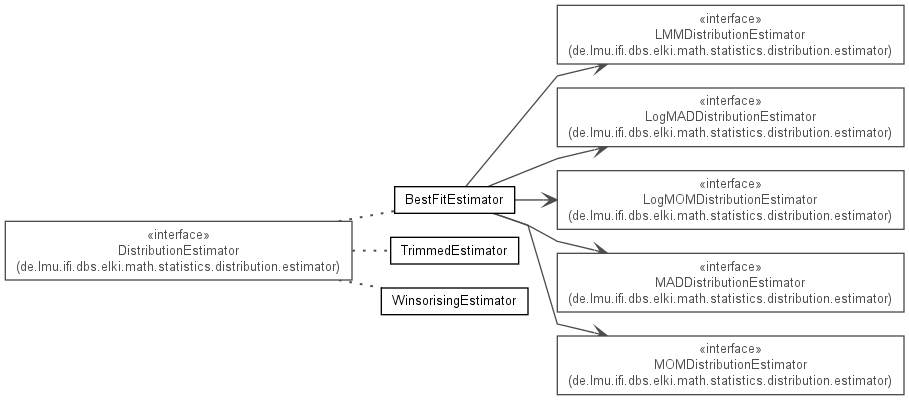 «interface»
LMMDistributionEstimator
(de.lmu.ifi.dbs.elki.math.statistics.distribution.estimator)
«interface»
LogMADDistributionEstimator
(de.lmu.ifi.dbs.elki.math.statistics.distribution.estimator)
BestFitEstimator
«interface»
LogMOMDistributionEstimator
(de.lmu.ifi.dbs.elki.math.statistics.distribution.estimator)
«interface»
DistributionEstimator
(de.lmu.ifi.dbs.elki.math.statistics.distribution.estimator)
TrimmedEstimator
WinsorisingEstimator
«interface»
MADDistributionEstimator
(de.lmu.ifi.dbs.elki.math.statistics.distribution.estimator)
«interface»
MOMDistributionEstimator
(de.lmu.ifi.dbs.elki.math.statistics.distribution.estimator)